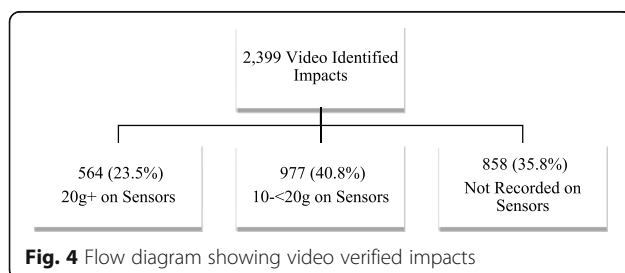 2,399 Video Identified
Impacts
564 (23.5%)
20g+ on Sensors
977 (40.8%)
10-<20g on Sensors
858 (35.8%)
Not Recorded on
Sensors
Fig. 4 Flow diagram showing video verified impacts